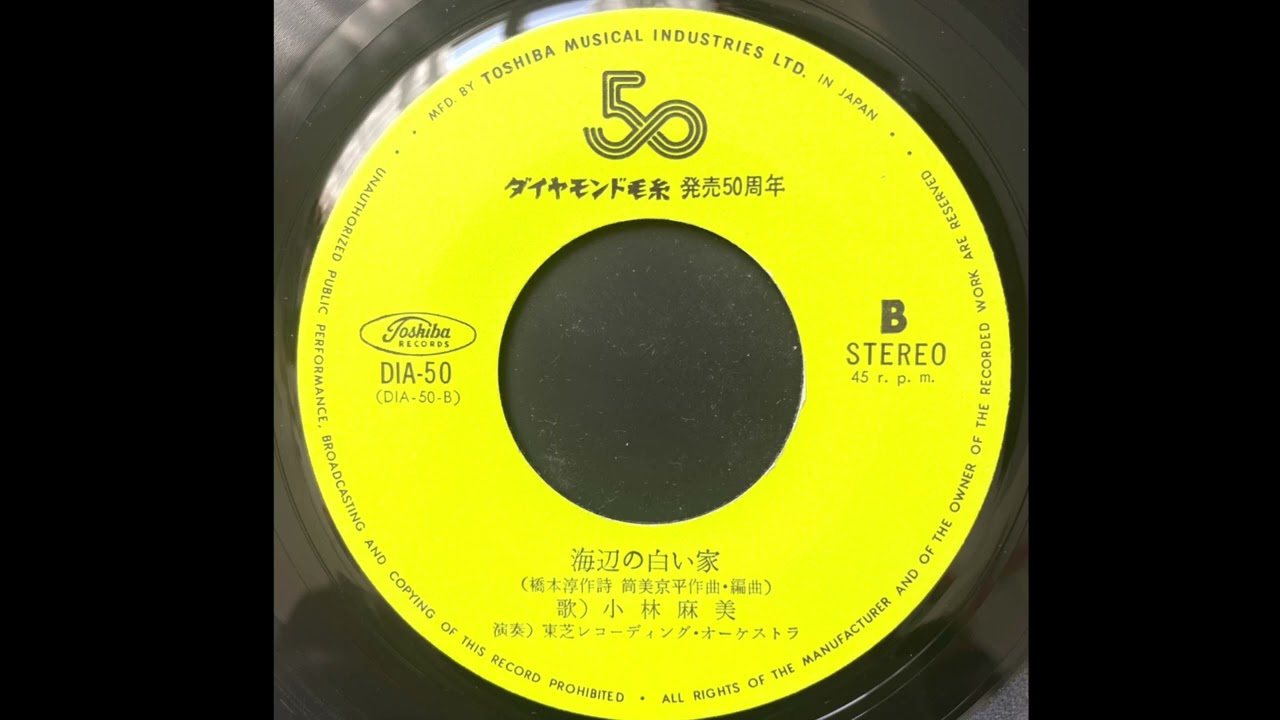 MFD. BY TOSHIBA MUSICAL INDUSTRIES LTD. IN JAPAN
50
ダイヤモンド毛糸 発売50周年
Toshiba
RECORDS
DIA-50
(DIA-50-B)
B
STEREO
45 r. p. m.
海辺の白い家
(橋本淳作詩 筒美京平作曲・編曲)
歌) 小林麻美
演奏)東芝レコーディング・オーケストラ
UNAUTHORIZED PUBLIC PERFORMANCE, BROADCASTING AND COPYING OF THIS RECORD PROHIBITED • ALL RIGHTS OF THE MANUFACTURER AND OF THE OWNER OF THE RECORDED WORK ARE RESERVED